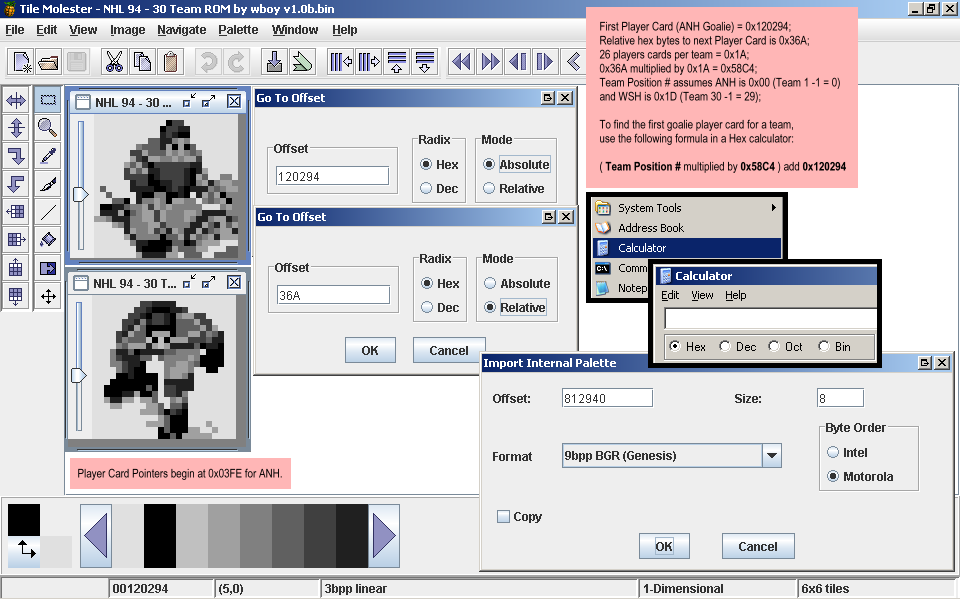 Tile Molester - NHL 94 - 30 Team ROM by wboy v1.0b.bin
File Edit View Image Navigate Palette Window Help
First Player Card (ANH Goalie) = 0x120294;
Relative hex bytes to next Player Card is 0x36A;
26 players cards per team = 0x1A;
0x36A multiplied by 0x1A = 0x58C4;
Team Position # assumes ANH is 0x00 (Team 1 -1 = 0)
and WSH is 0x1D (Team 30 -1 = 29);
To find the first goalie player card for a team,
use the following formula in a Hex calculator:
( Team Position # multiplied by 0x58C4 ) add 0x120294
NHL 94 - 30 ...
Go To Offset
Offset
120294
Radix
Hex
Dec
Mode
Absolute
Relative
Go To Offset
Offset
36A
Radix
Hex
Dec
Mode
Absolute
Relative
OK Cancel
NHL 94 - 30 T...
System Tools
Address Book
Calculator
Comm
Notep
Calculator
Edit View Help
Hex Dec Oct Bin
Import Internal Palette
Offset: 812940 Size: 8
Format 9bpp BGR (Genesis)
Byte Order
Intel
Motorola
Copy
OK Cancel
Player Card Pointers begin at 0x03FE for ANH.
00120294 (5,0) 3bpp linear 1-Dimensional 6x6 tiles